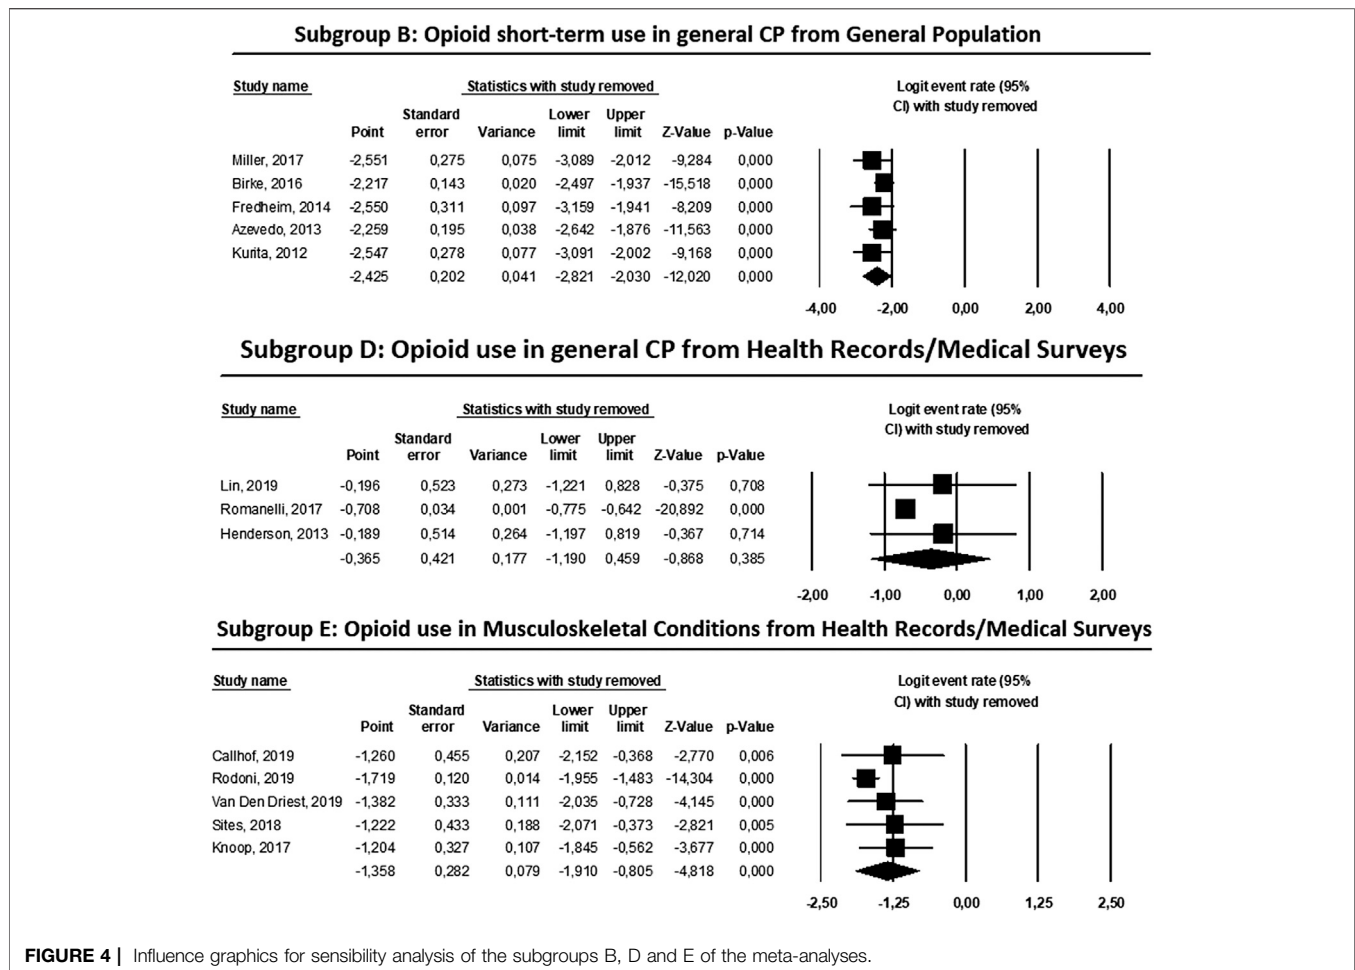 Subgroup B: Opioid short-term use in general CP from General Population
Study name Statistics with study removed Logit event rate (95%
CI) with study removed
Standard Lower Upper
Point error Variance limit limit Z-Value p-Value
Miller, 2017 -2,551 0,275 0,075 -3,089 -2,012 -9,284 0,000
Birke, 2016 -2,217 0,143 0,020 -2,497 -1,937 -15,518 0,000
Fredheim, 2014 -2,550 0,311 0,097 -3,159 -1,941 -8,209 0,000
Azevedo, 2013 -2,259 0,195 0,038 -2,642 -1,876 -11,563 0,000
Kurita, 2012 -2,547 0,278 0,077 -3,091 -2,002 -9,168 0,000
-2,425 0,202 0,041 -2,821 -2,030 -12,020 0,000
-4,00 -2,00 0,00 2,00 4,00
Subgroup D: Opioid use in general CP from Health Records/Medical Surveys
Study name Statistics with study removed Logit event rate (95%
CI) with study removed
Standard Lower Upper
Point error Variance limit limit Z-Value p-Value
Lin, 2019 -0,196 0,523 0,273 -1,221 0,828 -0,375 0,708
Romanelli, 2017 -0,708 0,034 0,001 -0,775 -0,642 -20,892 0,000
Henderson, 2013 -0,189 0,514 0,264 -1,197 0,819 -0,367 0,714
-0,365 0,421 0,177 -1,190 0,459 -0,868 0,385
-2,00 -1,00 0,00 1,00 2,00
Subgroup E: Opioid use in Musculoskeletal Conditions from Health Records/Medical Surveys
Study name Statistics with study removed Logit event rate (95%
CI) with study removed
Standard Lower Upper
Point error Variance limit limit Z-Value p-Value
Callhof, 2019 -1,260 0,455 0,207 -2,152 -0,368 -2,770 0,006
Rodoni, 2019 -1,719 0,120 0,014 -1,955 -1,483 -14,304 0,000
Van Den Driest, 2019 -1,382 0,333 0,111 -2,035 -0,728 -4,145 0,000
Sites, 2018 -1,222 0,433 0,188 -2,071 -0,373 -2,821 0,005
Knoop, 2017 -1,204 0,327 0,107 -1,845 -0,562 -3,677 0,000
-1,358 0,282 0,079 -1,910 -0,805 -4,818 0,000
-2,50 -1,25 0,00 1,25 2,50
FIGURE 4 | Influence graphics for sensibility analysis of the subgroups B, D and E of the meta-analyses.